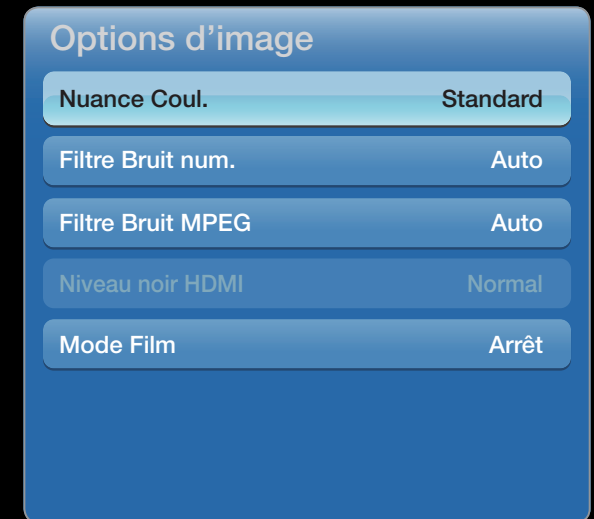 Options d’image
Nuance Coul. Standard
Filtre Bruit num. Auto
Filtre Bruit MPEG Auto
Niveau noir HDMI Normal
Mode Film Arrêt